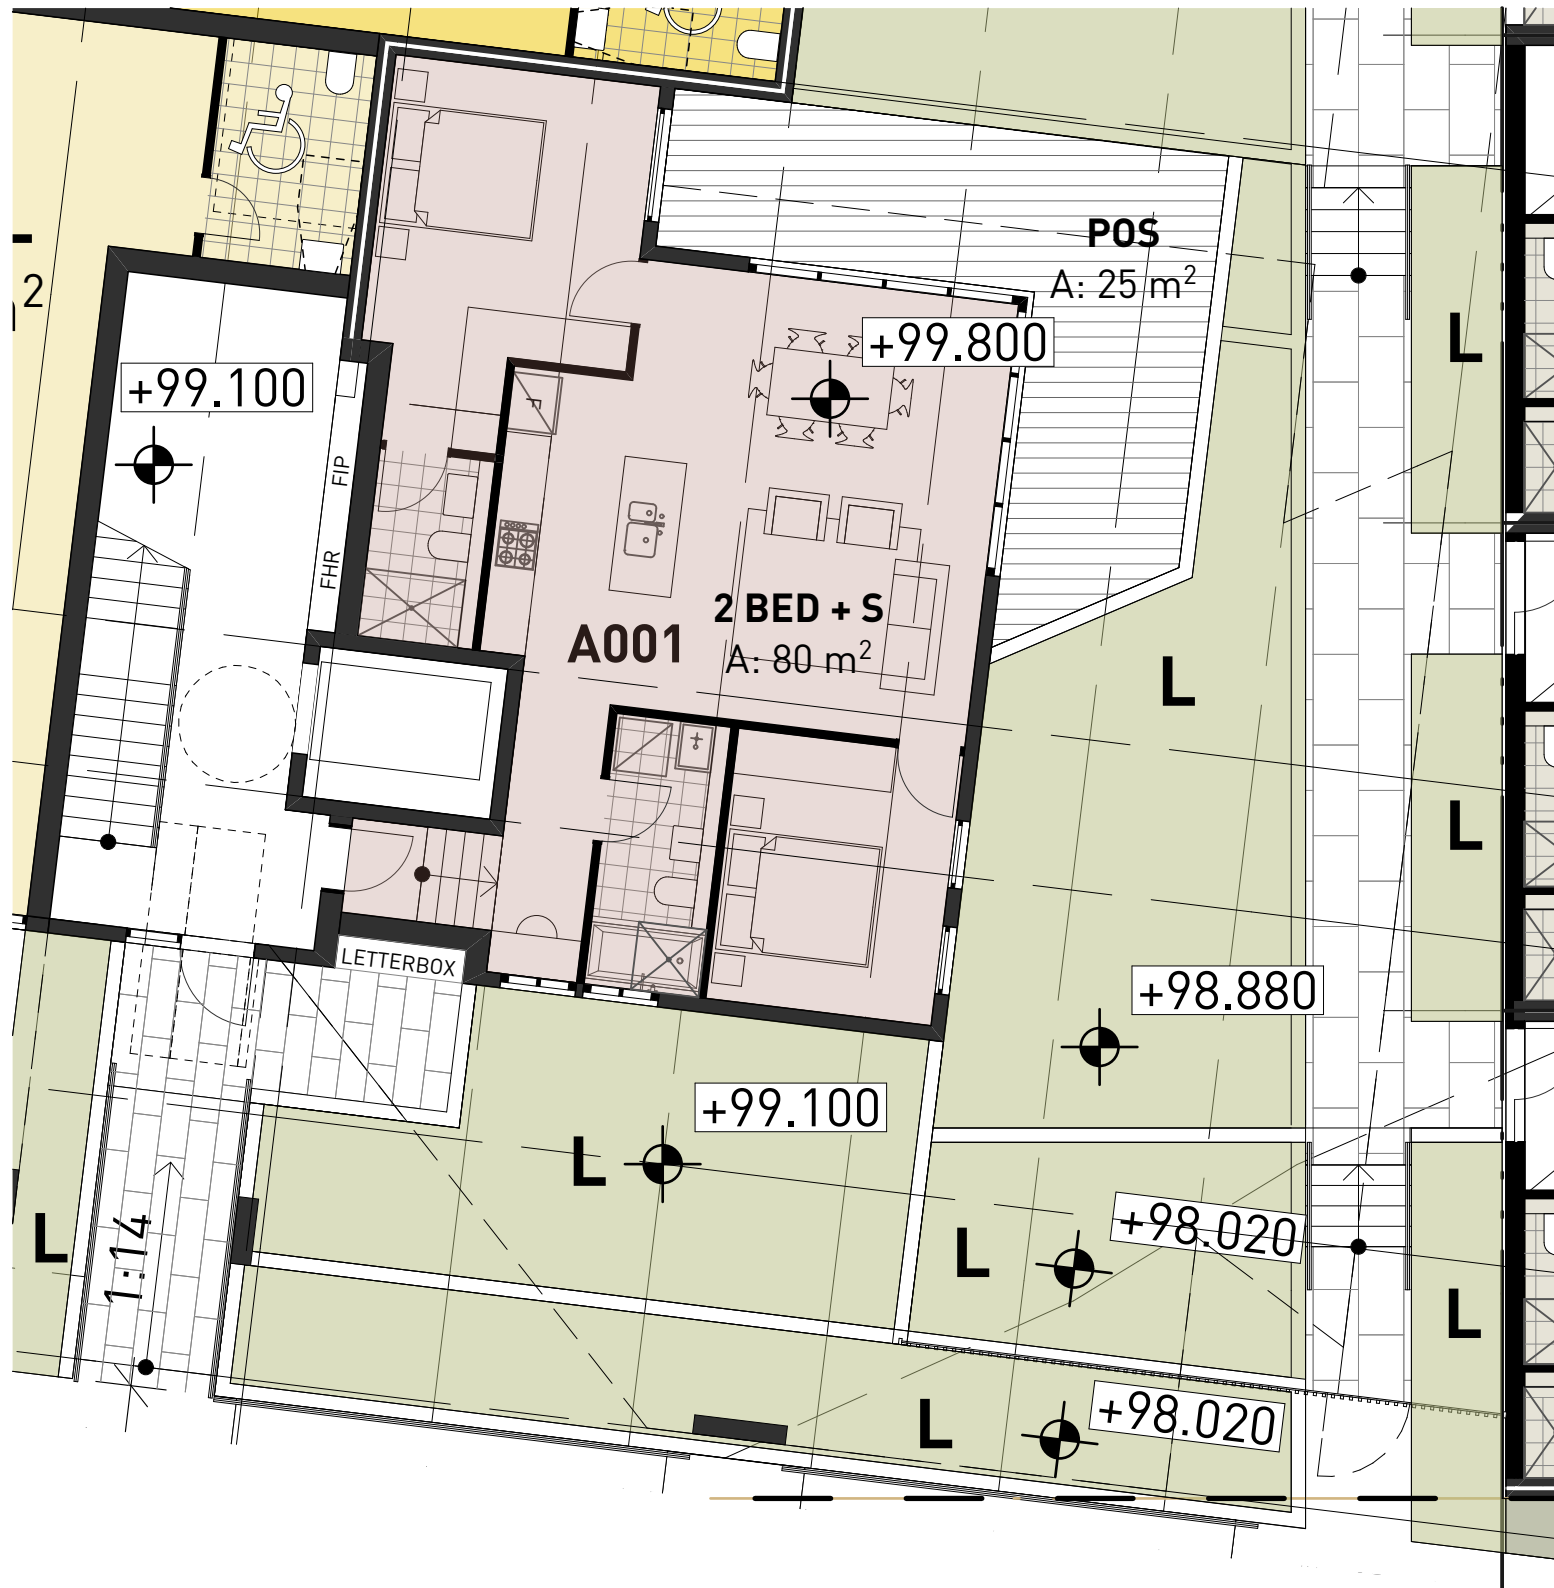 POS
A: 25 m²
2
+99.800
+99.100
L
FIP
FHR
2 BED + S
A001
A: 80 m²
L
L
LETTERBOX
+98.880
+99.100
L
L
1:14
L
+98.020
L
L
+98.020